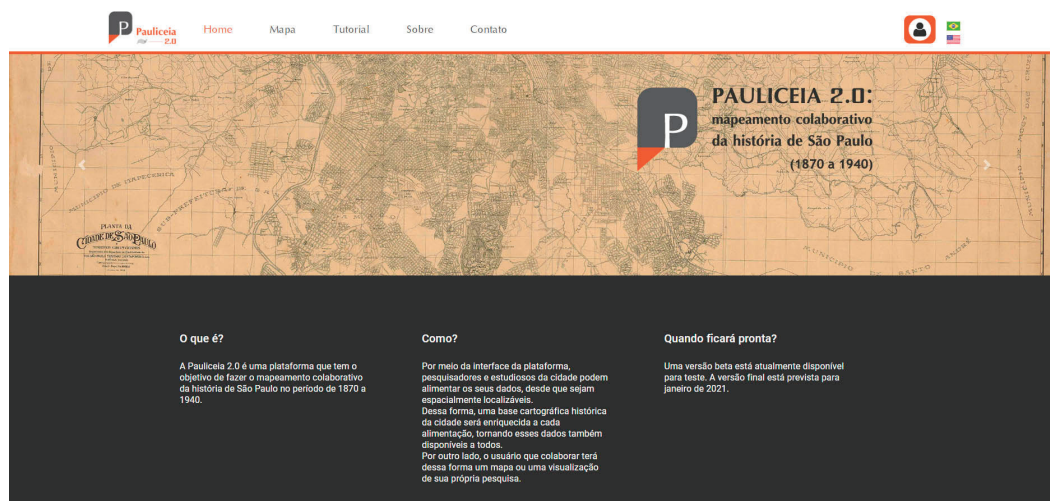 P Pauliceia
2.0
Home
Mapa
Tutorial
Sobre
Contato
P
PAULICEIA 2.0:
mapeamento colaborativo
da história de São Paulo
(1870 a 1940)
MUNICIPIO DE ITAPECERICA
PLANTA DA
CIDADE DE SÃO PAULO
MUNICIPIO DE SANTO ANDRÉ
O que é?
A Pauliceia 2.0 é uma plataforma que tem o
objetivo de fazer o mapeamento colaborativo
da história de São Paulo no período de 1870 a
1940.
Como?
Por meio da interface da plataforma,
pesquisadores e estudiosos da cidade podem
alimentar os seus dados, desde que sejam
espacialmente localizáveis.
Dessa forma, uma base cartográfica histórica
da cidade será enriquecida a cada
alimentação, tornando esses dados também
disponíveis a todos.
Por outro lado, o usuário que colaborar terá
dessa forma um mapa ou uma visualização
de sua própria pesquisa.
Quando ficará pronta?
Uma versão beta está atualmente disponível
para teste. A versão final está prevista para
janeiro de 2021.